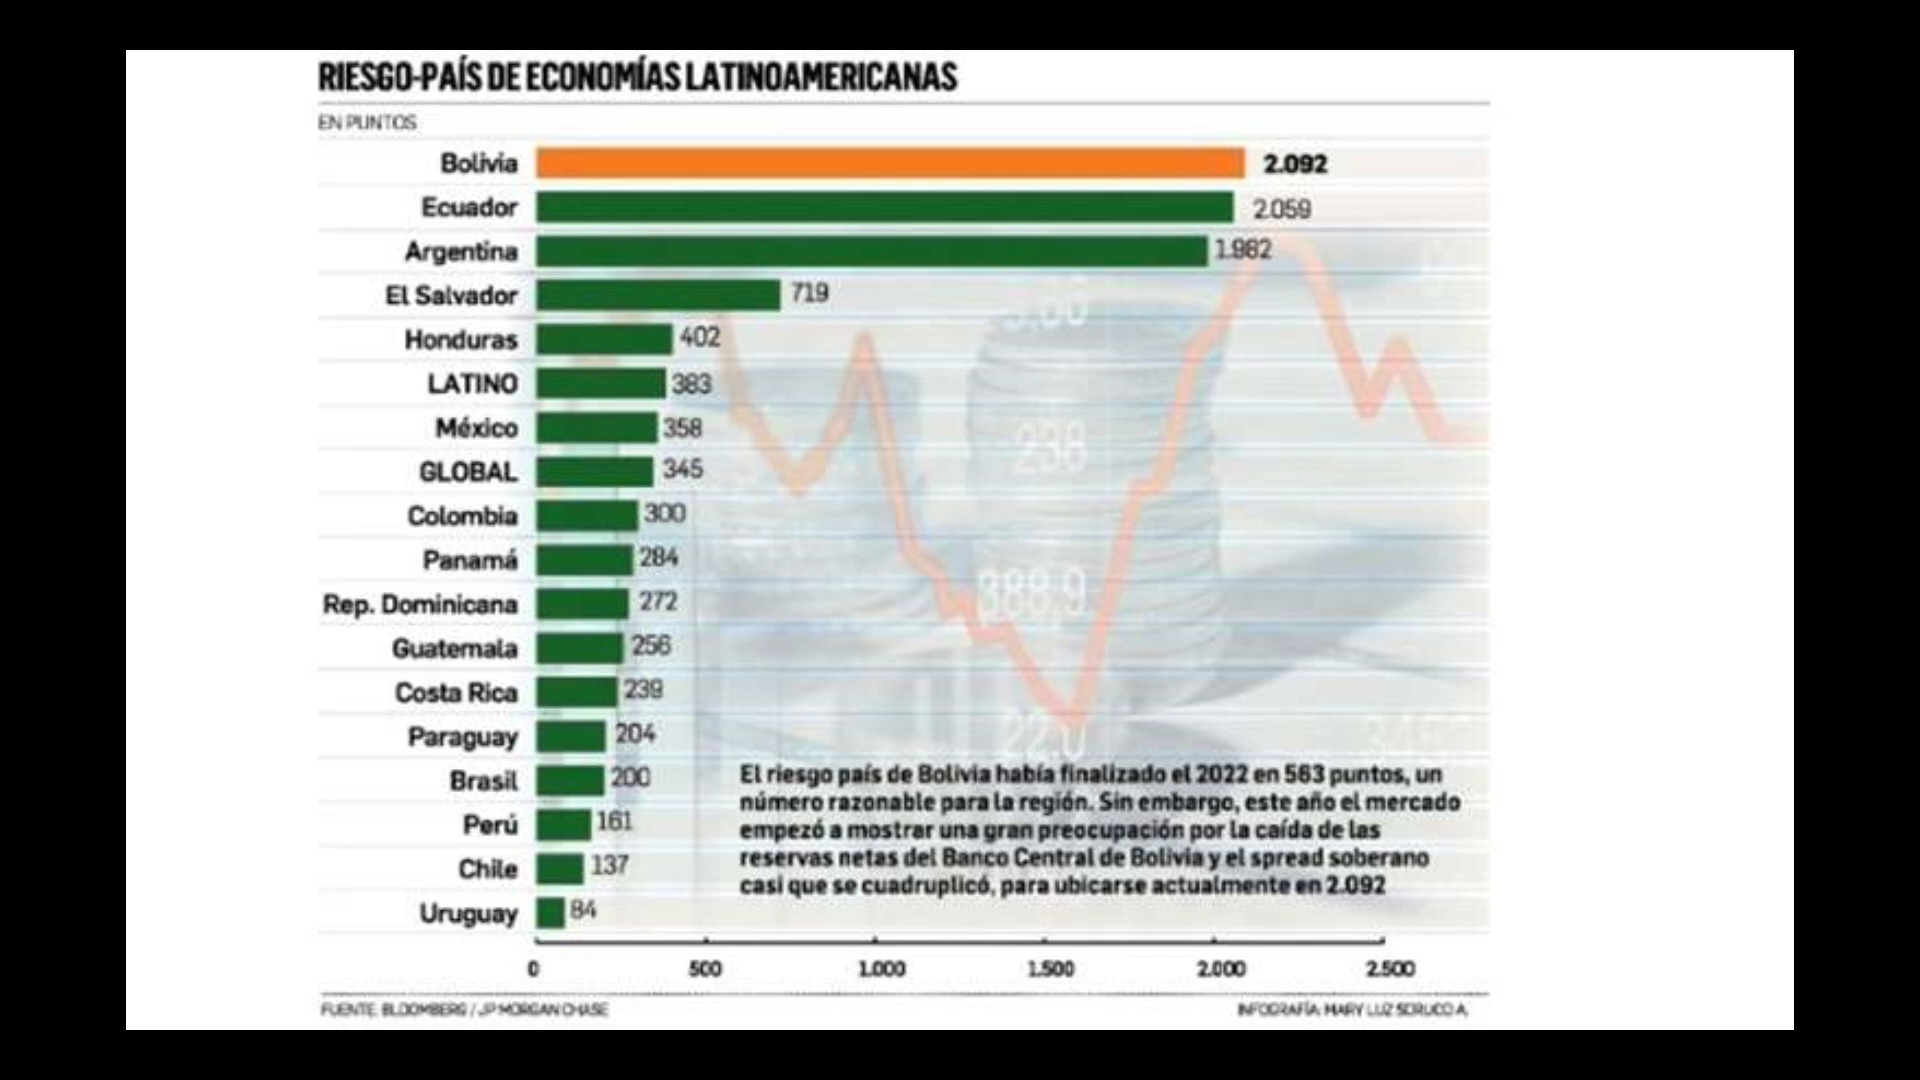 RIESGO-PAÍS DE ECONOMÍAS LATINOAMERICANAS
EN PUNTOS
Bolivia 2.092
Ecuador 2.059
Argentina 1.982
El Salvador 719
Honduras 402
LATINO 383
México 358
GLOBAL 345
Colombia 300
Panamá 284
Rep. Dominicana 272
Guatemala 256
Costa Rica 239
Paraguay 204
Brasil 200
Perú 161
Chile 137
Uruguay 84
238
388,9
22,0
El riesgo país de Bolivia había finalizado el 2022 en 563 puntos, un
número razonable para la región. Sin embargo, este año el mercado
empezó a mostrar una gran preocupación por la caída de las
reservas netas del Banco Central de Bolivia y el spread soberano
casi que se cuadruplicó, para ubicarse actualmente en 2.092
0 500 1.000 1.500 2.000 2.500
FUENTE: BLOOMBERG / JP MORGAN CHASE
INFOGRAFÍA: MARY LUZ SORUCO A.